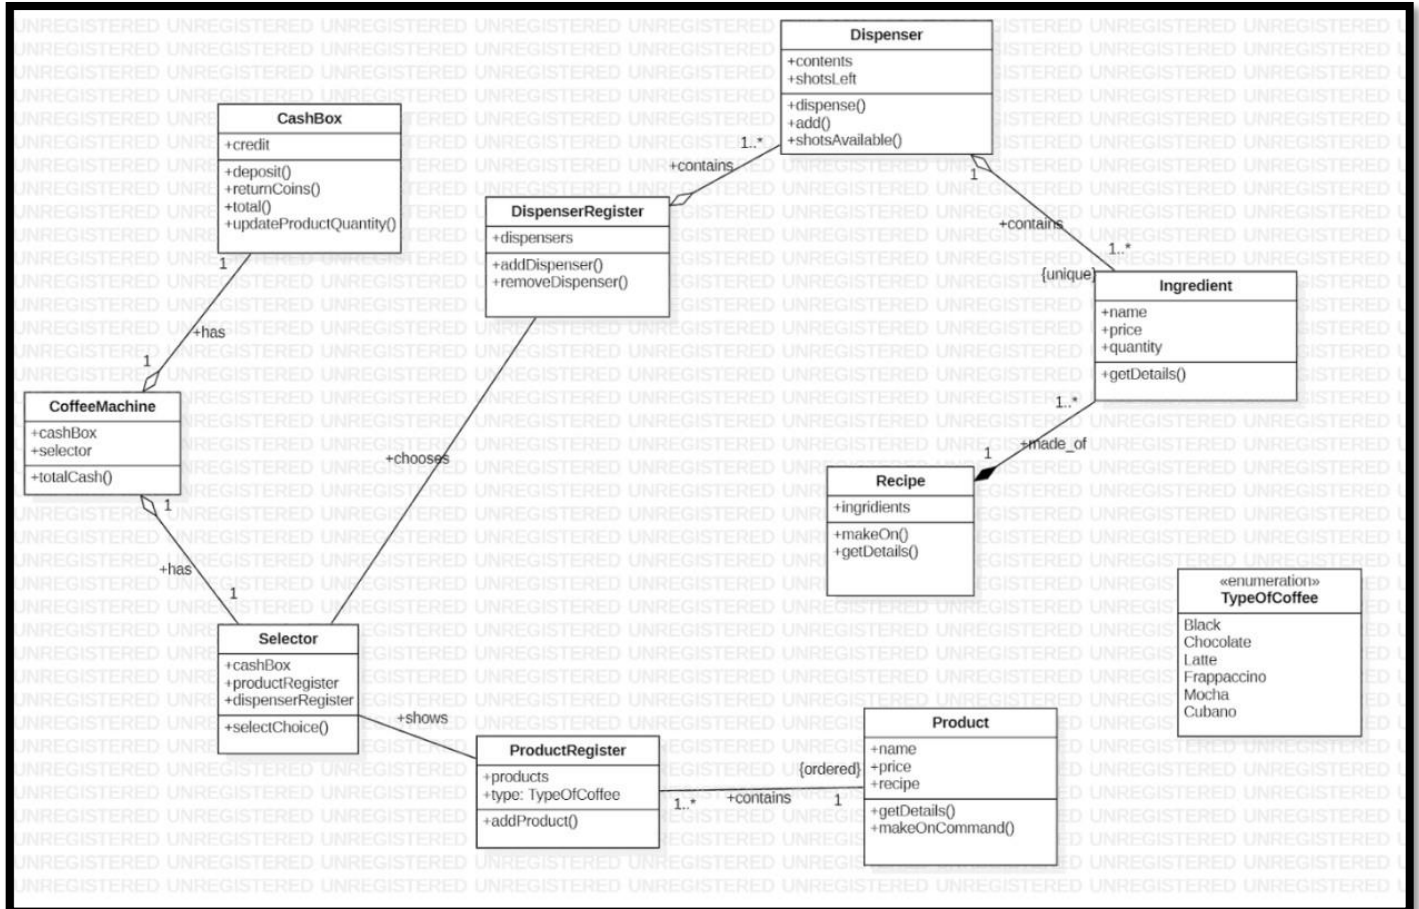 Dispenser
+contents
+shotsLeft
+dispense()
+add()
+shotsAvailable()
CashBox
+credit
+deposit()
+returnCoins()
+total()
+updateProductQuantity()
1
1..*
+contains
1
DispenserRegister
+dispensers
+addDispenser()
+removeDispenser()
+contains
1..*
{unique}
Ingredient
+name
+price
+quantity
+getDetails()
+has
1
CoffeeMachine
+cashBox
+selector
+totalCash()
1
+chooses
1..*
+made_of
1
Recipe
+ingridients
+makeOn()
+getDetails()
+has
1
«enumeration»
TypeOfCoffee
Black
Chocolate
Latte
Frappaccino
Mocha
Cubano
Selector
+cashBox
+productRegister
+dispenserRegister
+selectChoice()
+shows
ProductRegister
+products
+type: TypeOfCoffee
+addProduct()
1..*
+contains
1
{ordered}
Product
+name
+price
+recipe
+getDetails()
+makeOnCommand()